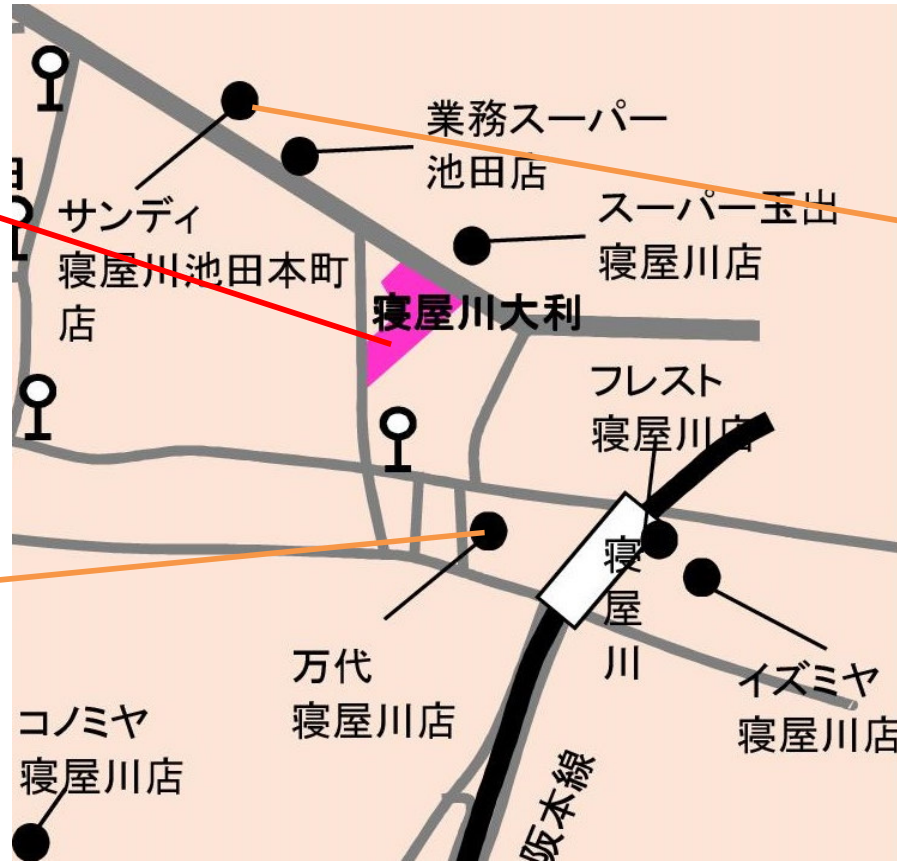 業務スーパー
池田店
スーパー玉出
寝屋川店
サンディ
寝屋川池田本町
店
寝屋川大利
フレスト
寝屋川店
寝屋川
万代
寝屋川店
イズミヤ
寝屋川店
コノミヤ
寝屋川店
阪本線